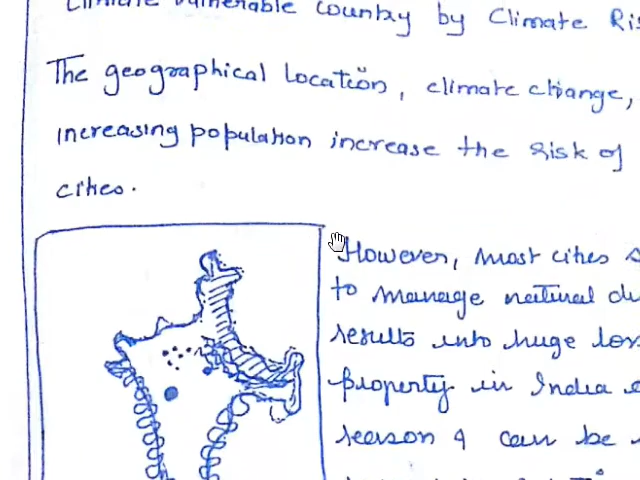 Climate vulnerable country by Climate Ris
The geographical location, climate change,
increasing population increase the risk of
cities.
However, most cities
to manage natural
results into huge
property in India
season & can be